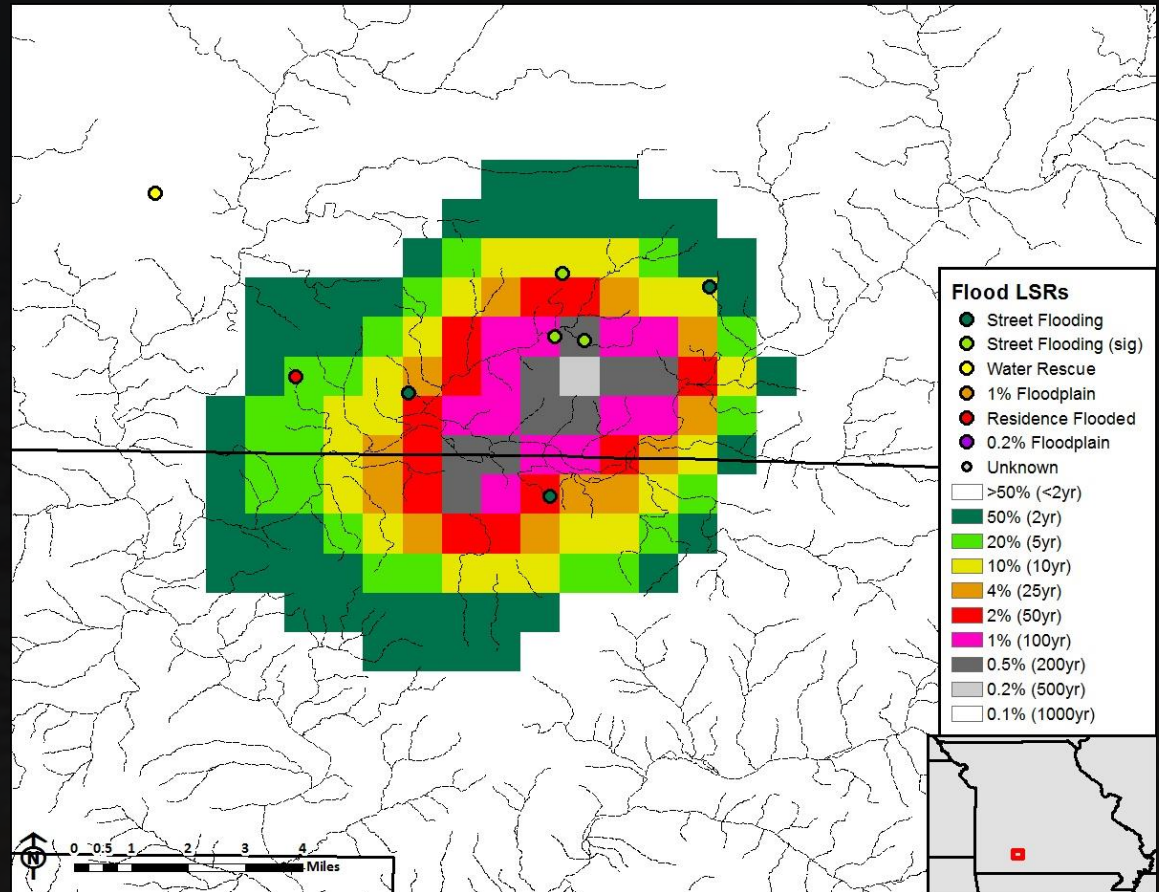 Flood LSRs
Street Flooding
Street Flooding (sig)
Water Rescue
1% Floodplain
Residence Flooded
0.2% Floodplain
Unknown
>50% (<2yr)
50% (2yr)
20% (5yr)
10% (10yr)
4% (25yr)
2% (50yr)
1% (100yr)
0.5% (200yr)
0.2% (500yr)
0.1% (1000yr)
N
0 0.5 1 2 3 4
Miles